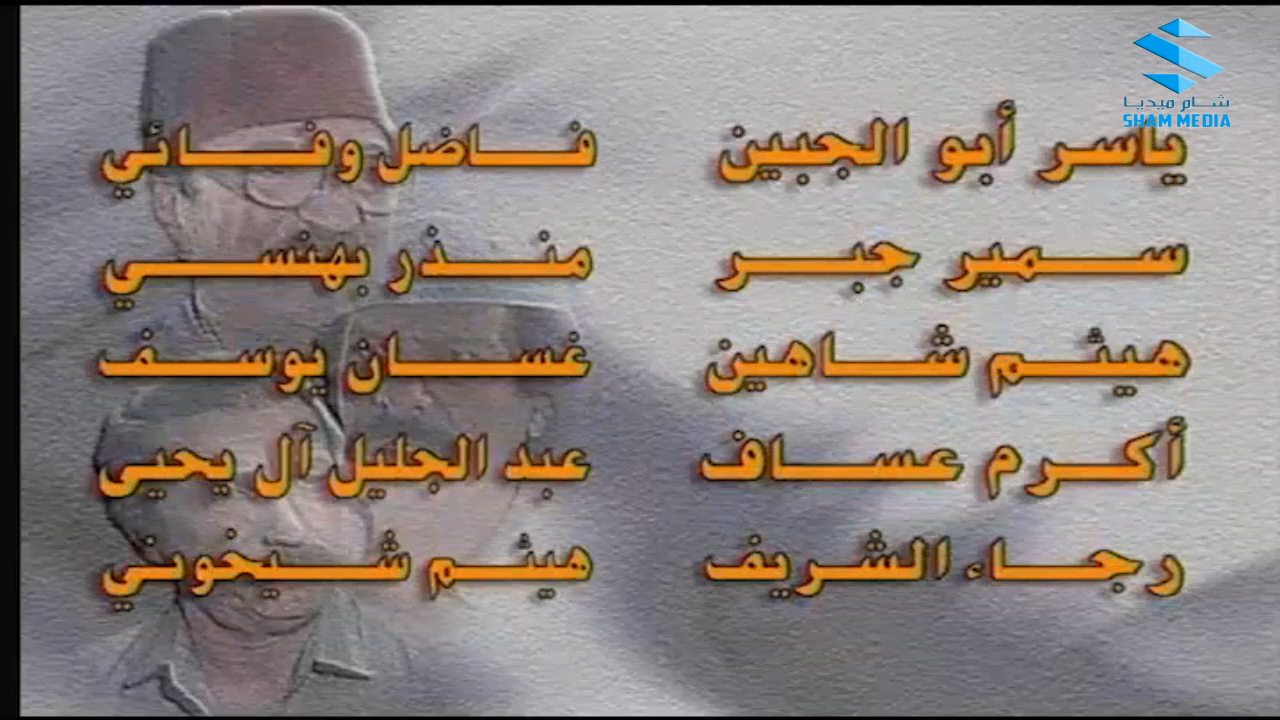 شام ميديا
SHAM MEDIA
ياسر أبو الجبين فاضل وفائي
سمير جبر منذر بهنسي
هيثم شاهين غسان يوسف
أكرم عساف عبد الجليل آل يحيى
رجاء الشريف هيثم شيخوني